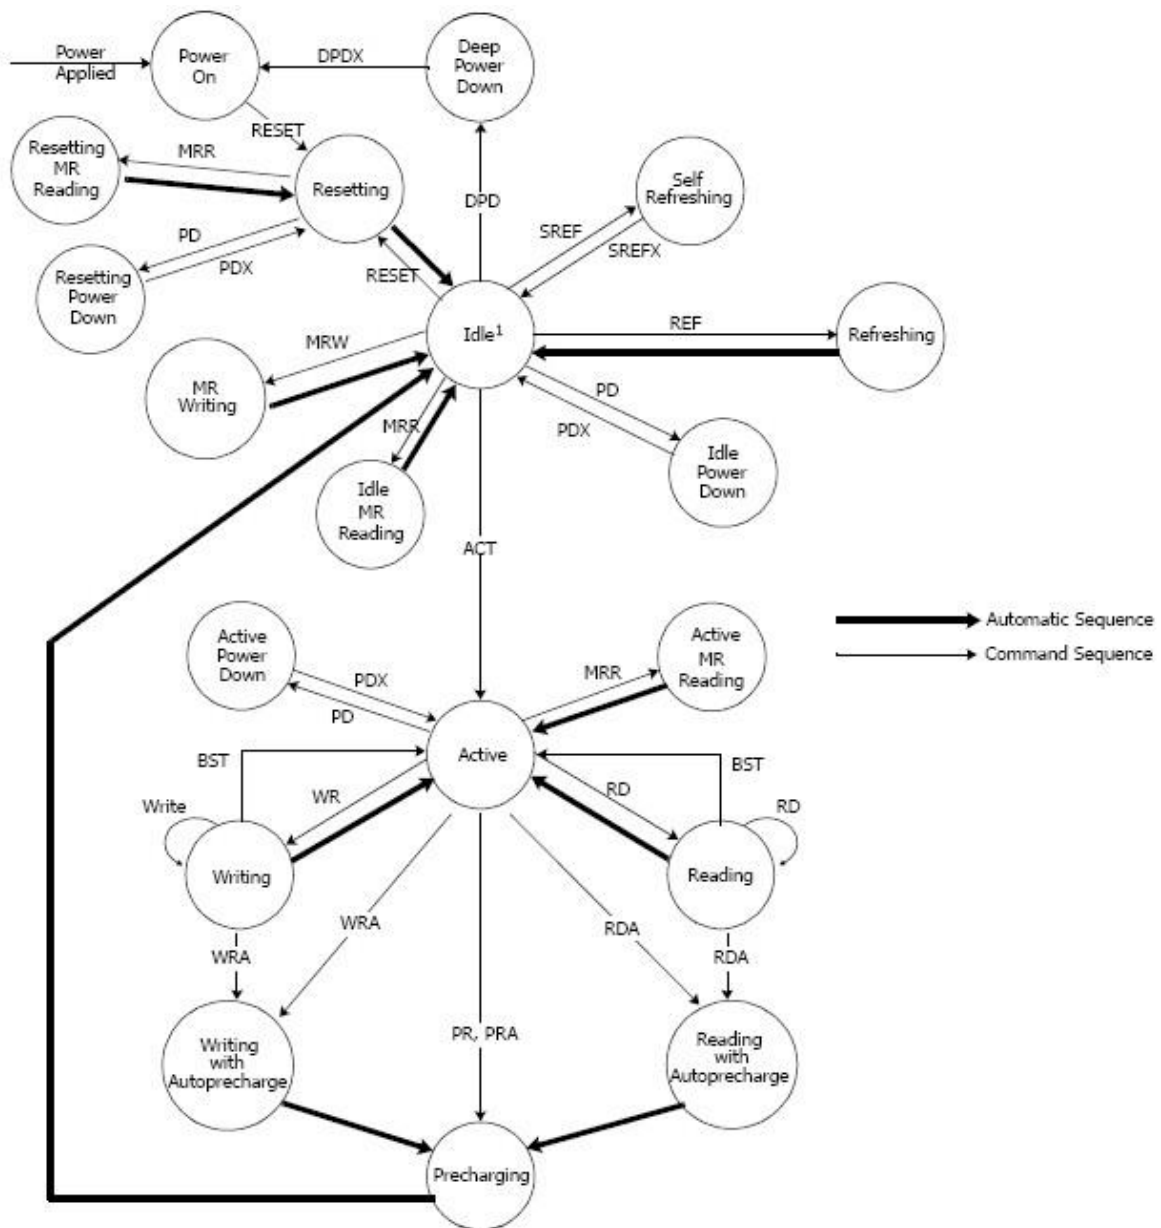 Power
Applied
Power
On
DPDX
Deep
Power
Down
RESET
Resetting
MR
Reading
MRR
Resetting
DPD
Self
Refreshing
SREF
SREFX
PD
PDX
Resetting
Power
Down
RESET
Idle1
REF
Refreshing
MRW
MR
Writing
MRR
PD
PDX
Idle
MR
Reading
Idle
Power
Down
ACT
Active
Power
Down
PDX
PD
MRR
Active
MR
Reading
Automatic Sequence
Command Sequence
Active
BST
BST
WR
RD
Write
RD
Writing
Reading
WRA
WRA
RDA
RDA
Writing
with
Autoprecharge
PR, PRA
Reading
with
Autoprecharge
Precharging